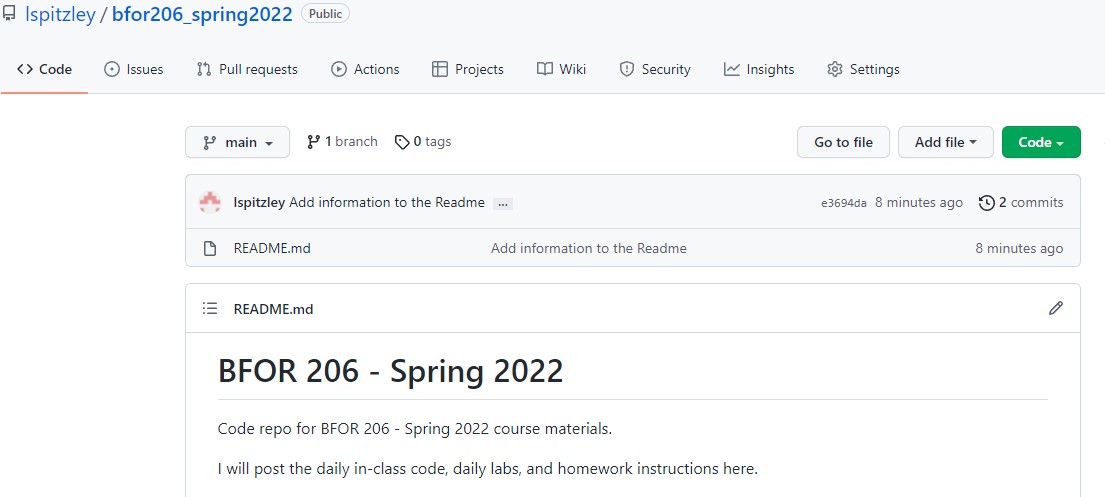 lspitzley / bfor206_spring2022 Public
Code Issues Pull requests Actions Projects Wiki Security Insights Settings
main 1 branch 0 tags Go to file Add file Code
lspitzley Add information to the Readme ... e3694da 8 minutes ago 2 commits
README.md Add information to the Readme 8 minutes ago
README.md
BFOR 206 - Spring 2022
Code repo for BFOR 206 - Spring 2022 course materials.
I will post the daily in-class code, daily labs, and homework instructions here.